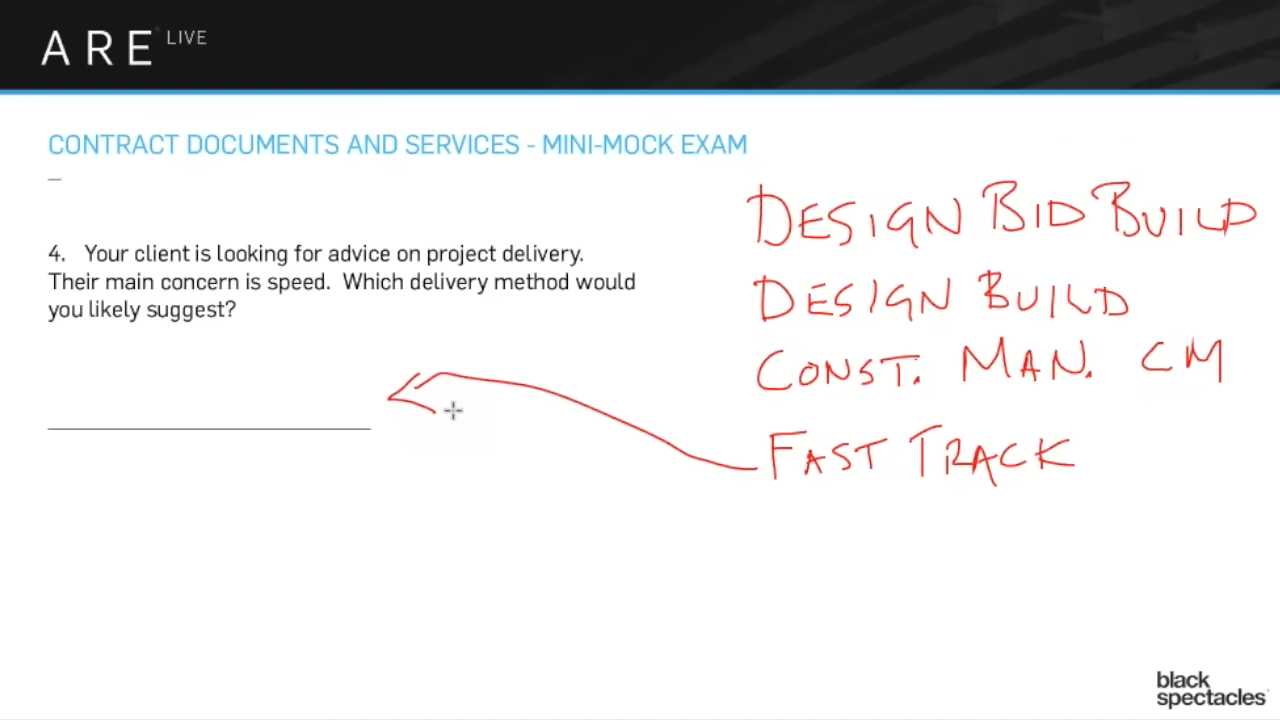 ARE LIVE
CONTRACT DOCUMENTS AND SERVICES - MINI-MOCK EXAM
4. Your client is looking for advice on project delivery.
Their main concern is speed. Which delivery method would
you likely suggest?
DESIGN BID BUILD
DESIGN BUILD
CONST. MAN. CM
FAST TRACK
black
spectacles